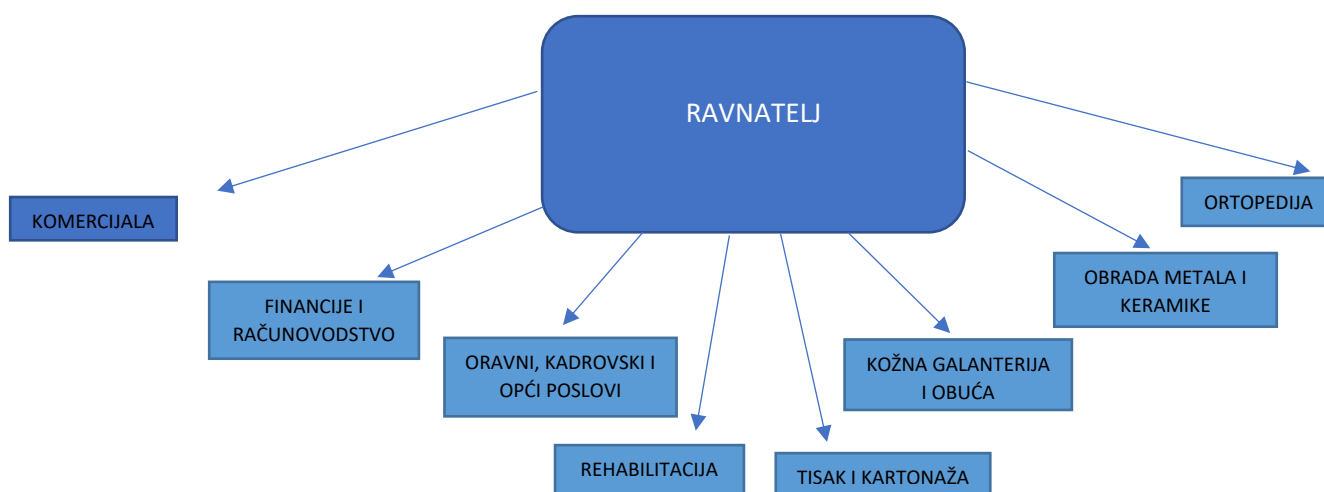 RAVNATELJ
KOMERCIJALA
FINANCIJE I
RAČUNOVODSTVO
ORAVNI, KADROVSKI I
OPĆI POSLOVI
REHABILITACIJA
TISAK I KARTONAŽA
KOŽNA GALANTERIJA
I OBUĆA
OBRADA METALA I
KERAMIKE
ORTOPEDIJA